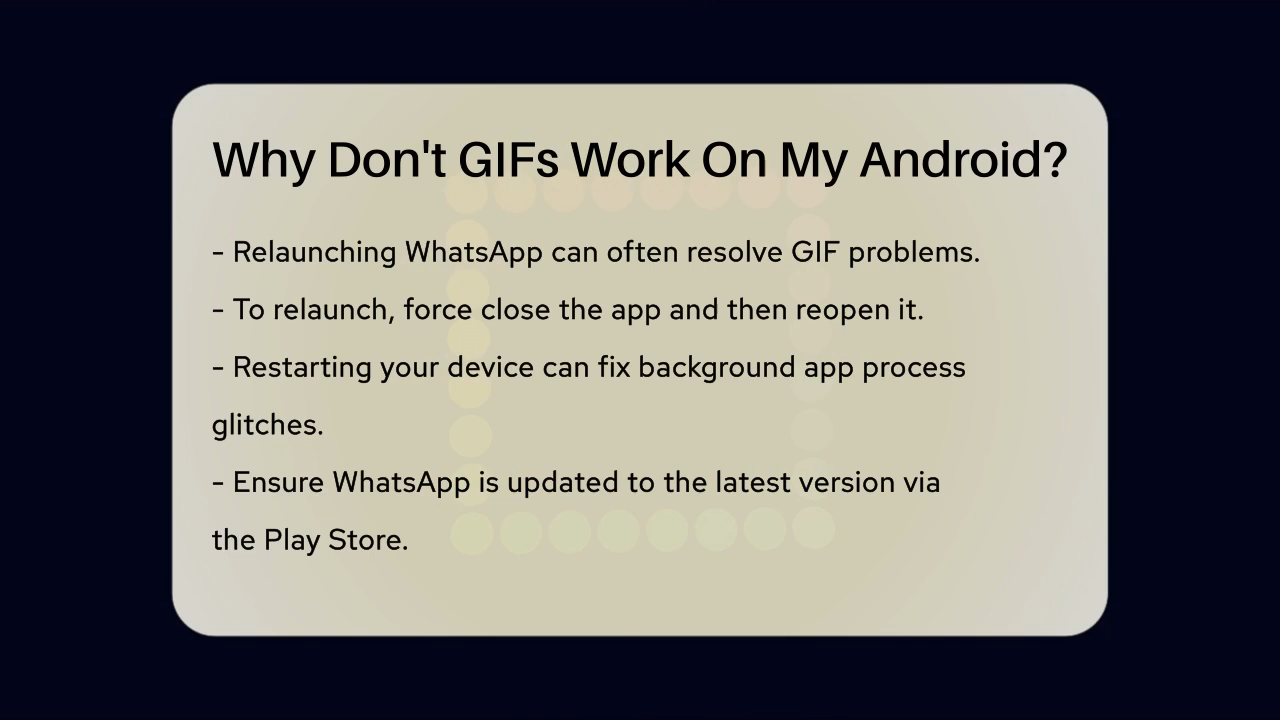 Why Don't GIFs Work On My Android?
- Relaunching WhatsApp can often resolve GIF problems.
- To relaunch, force close the app and then reopen it.
- Restarting your device can fix background app process
glitches.
- Ensure WhatsApp is updated to the latest version via
the Play Store.